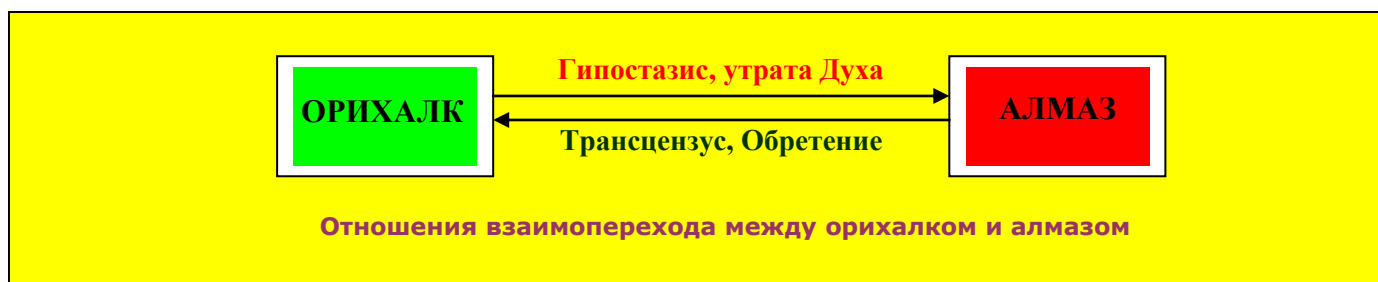 Гипостазис, утрата Духа
ОРИХАЛК
АЛМАЗ
Трансцензус, Обретение
Отношения взаимоперехода между орихалком и алмазом